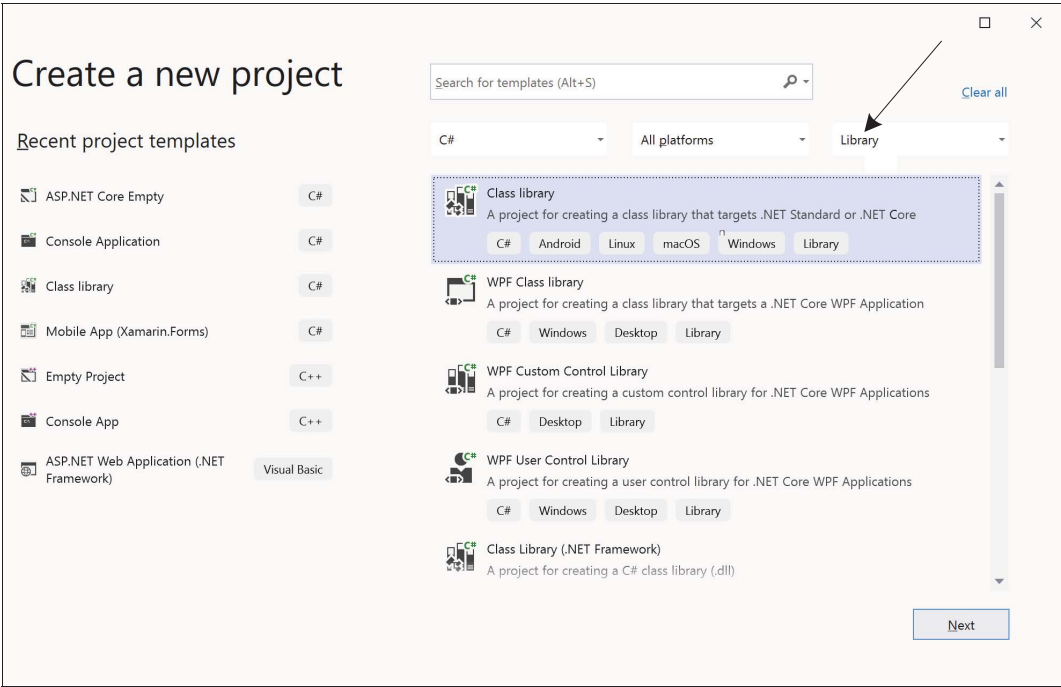 Create a new project
Search for templates (Alt+S)
Clear all
Recent project templates
C#
All platforms
Library
ASP.NET Core Empty
C#
Console Application
C#
Class library
C#
Mobile App (Xamarin.Forms)
C#
Empty Project
C++
Console App
C++
ASP.NET Web Application (.NET
Framework)
Visual Basic
Class library
A project for creating a class library that targets .NET Standard or .NET Core
C# Android Linux macOS Windows Library
WPF Class library
A project for creating a class library that targets a .NET Core WPF Application
C# Windows Desktop Library
WPF Custom Control Library
A project for creating a custom control library for .NET Core WPF Applications
C# Desktop Library
WPF User Control Library
A project for creating a user control library for .NET Core WPF Applications
C# Windows Desktop Library
Class Library (.NET Framework)
A project for creating a C# class library (.dll)
Next